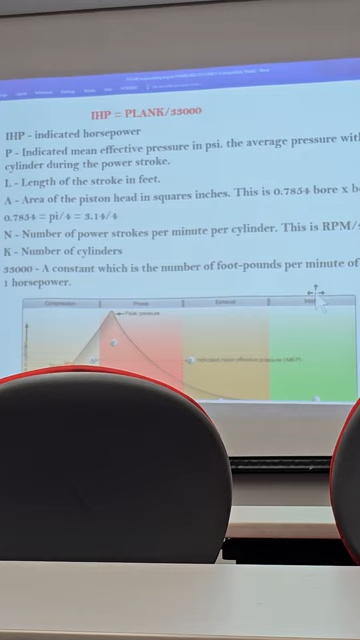 IHP = PLANK/33000
IHP - indicated horsepower
P - Indicated mean effective pressure in psi. the average pressure
cylinder during the power stroke.
L - Length of the stroke in feet.
A - Area of the piston head in squares inches. This is 0.7854 bore x
0.7854 = pi/4 = 3.14/4
N - Number of power strokes per minute per cylinder. This is RPM/
K - Number of cylinders
33000 - A constant which is the number of foot-pounds per minute of
1 horsepower.
Compression Power Exhaust
Peak pressure
Indicated mean effective pressure (IMEP)